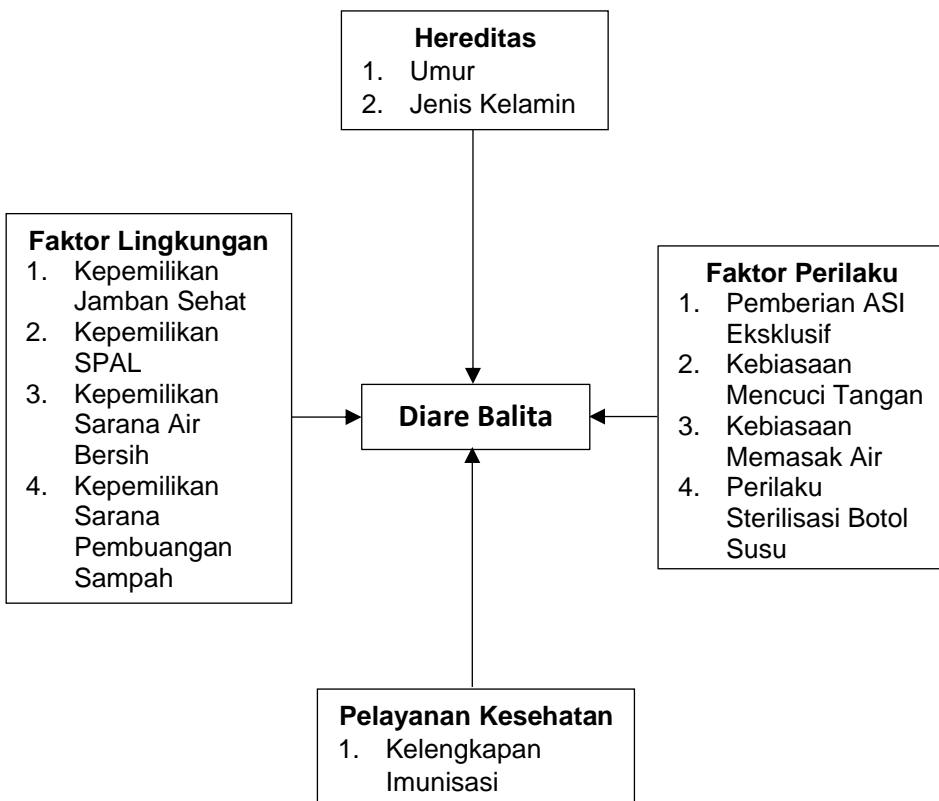 Hereditas
1. Umur
2. Jenis Kelamin
Faktor Lingkungan
1. Kepemilikan
Jamban Sehat
2. Kepemilikan
SPAL
3. Kepemilikan
Sarana Air
Bersih
4. Kepemilikan
Sarana
Pembuangan
Sampah
Diare Balita
Faktor Perilaku
1. Pemberian ASI
Eksklusif
2. Kebiasaan
Mencuci Tangan
3. Kebiasaan
Memasak Air
4. Perilaku
Sterilisasi Botol
Susu
Pelayanan Kesehatan
1. Kelengkapan
Imunisasi